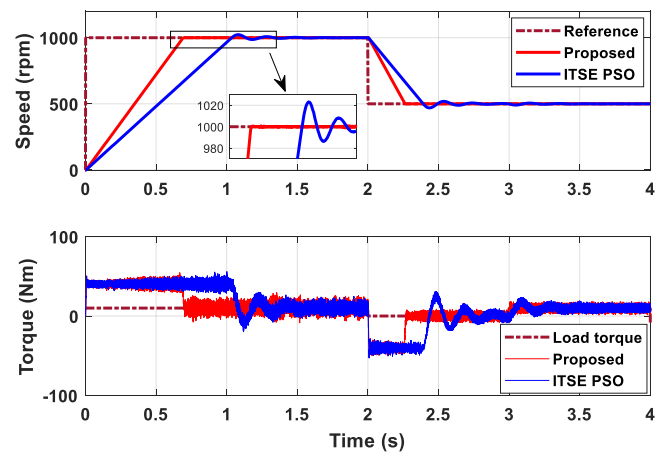 Speed (rpm)
1000
500
0
Reference
Proposed
ITSE PSO
1020
1000
980
0 0.5 1 1.5 2 2.5 3 3.5 4
Torque (Nm)
100
0
-100
Load torque
Proposed
ITSE PSO
0 0.5 1 1.5 2 2.5 3 3.5 4
Time (s)